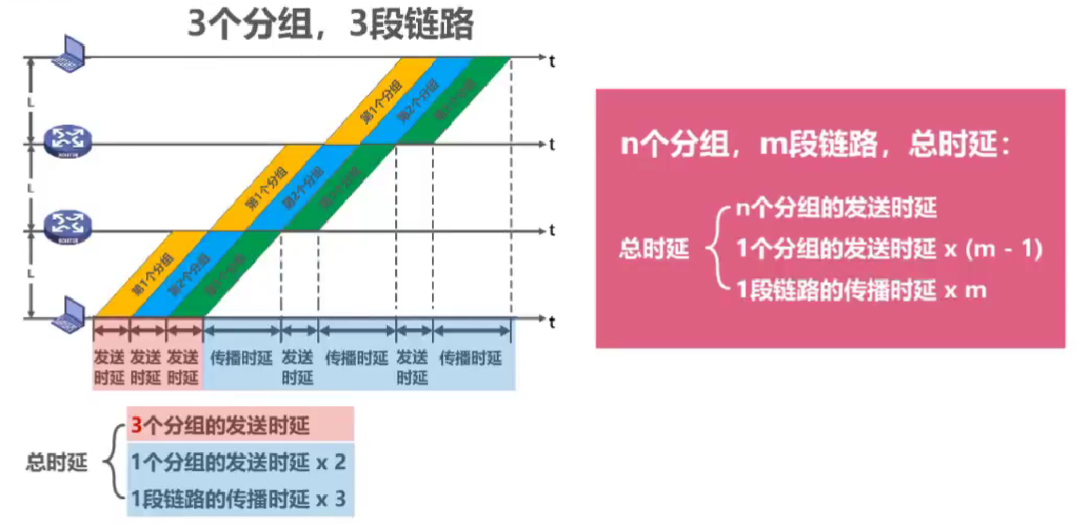 3个分组，3段链路
t
第1个分组
第2个分组
第3个分组
L
ROUTER
t
第1个分组
第2个分组
第3个分组
L
ROUTER
t
第1个分组
第2个分组
第3个分组
L
t
发送时延
发送时延
发送时延
传播时延
发送时延
传播时延
发送时延
传播时延
总时延
3个分组的发送时延
1个分组的发送时延 x 2
1段链路的传播时延 x 3
n个分组，m段链路，总时延：
总时延
n个分组的发送时延
1个分组的发送时延 x (m - 1)
1段链路的传播时延 x m